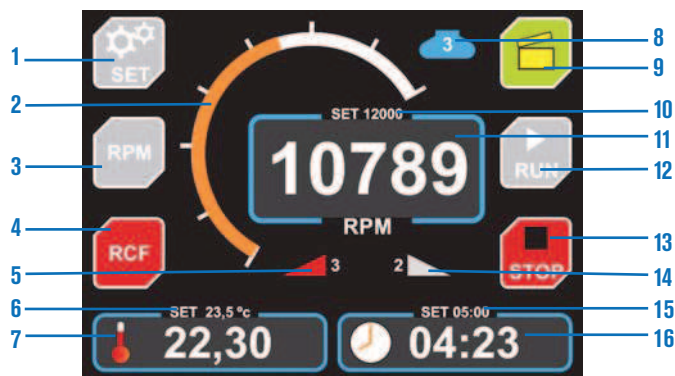 1
SET
2
3
RPM
4
RCF
5
6
7
3
8
9
SET 12000
10
10789
11
RPM
RUN
12
STOP
13
3
2
14
SET 23,5 ºc
22,30
SET 05:00
15
04:23
16